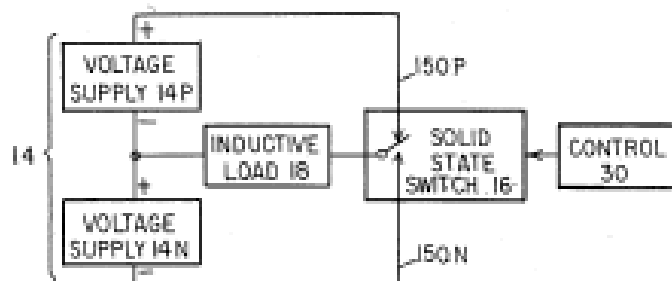 +
VOLTAGE
SUPPLY 14P
150P
-
14
INDUCTIVE
LOAD 18
SOLID
STATE
SWITCH 16
CONTROL
30
+
VOLTAGE
SUPPLY 14N
150N
-